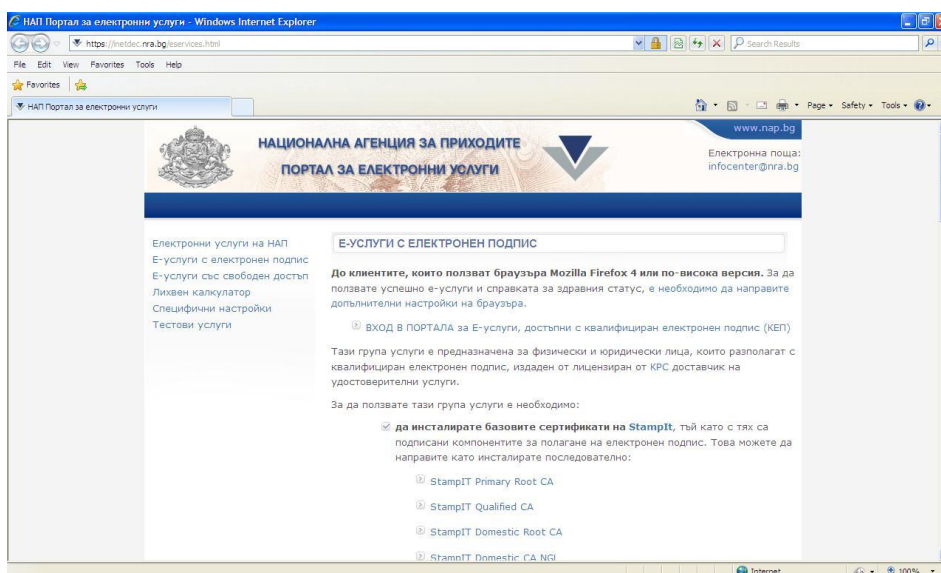 НАП Портал за електронни услуги - Windows Internet Explorer
https://inetdec.nra.bg/eservices.html
Search Results
File Edit View Favorites Tools Help
Favorites
НАП Портал за електронни услуги
Page Safety Tools
www.nap.bg
НАЦИОНАЛНА АГЕНЦИЯ ЗА ПРИХОДИТЕ
ПОРТАЛ ЗА ЕЛЕКТРОННИ УСЛУГИ
Електронна поща:
infocenter@nra.bg
Електронни услуги на НАП
Е-услуги с електронен подпис
Е-услуги със свободен достъп
Лихвен калкулатор
Специфични настройки
Тестови услуги
Е-УСЛУГИ С ЕЛЕКТРОНЕН ПОДПИС
До клиентите, които ползват браузъра Mozilla Firefox 4 или по-висока версия. За да
ползвате успешно е-услуги и справката за здравния статус, е необходимо да направите
допълнителни настройки на браузъра.
ВХОД В ПОРТАЛА за Е-услуги, достъпни с квалифициран електронен подпис (КЕП)
Тази група услуги е предназначена за физически и юридически лица, които разполагат с
квалифициран електронен подпис, издаден от лицензиран от КРС доставчик на
удостоверителни услуги.
За да ползвате тази група услуги е необходимо:
да инсталирате базовите сертификати на StampIt, тъй като с тях са
подписани компонентите за полагане на електронен подпис. Това можете да
направите като инсталирате последователно:
StampIT Primary Root CA
StampIT Qualified CA
StampIT Domestic Root CA
StampIT Domestic CA NGL
Internet
100%